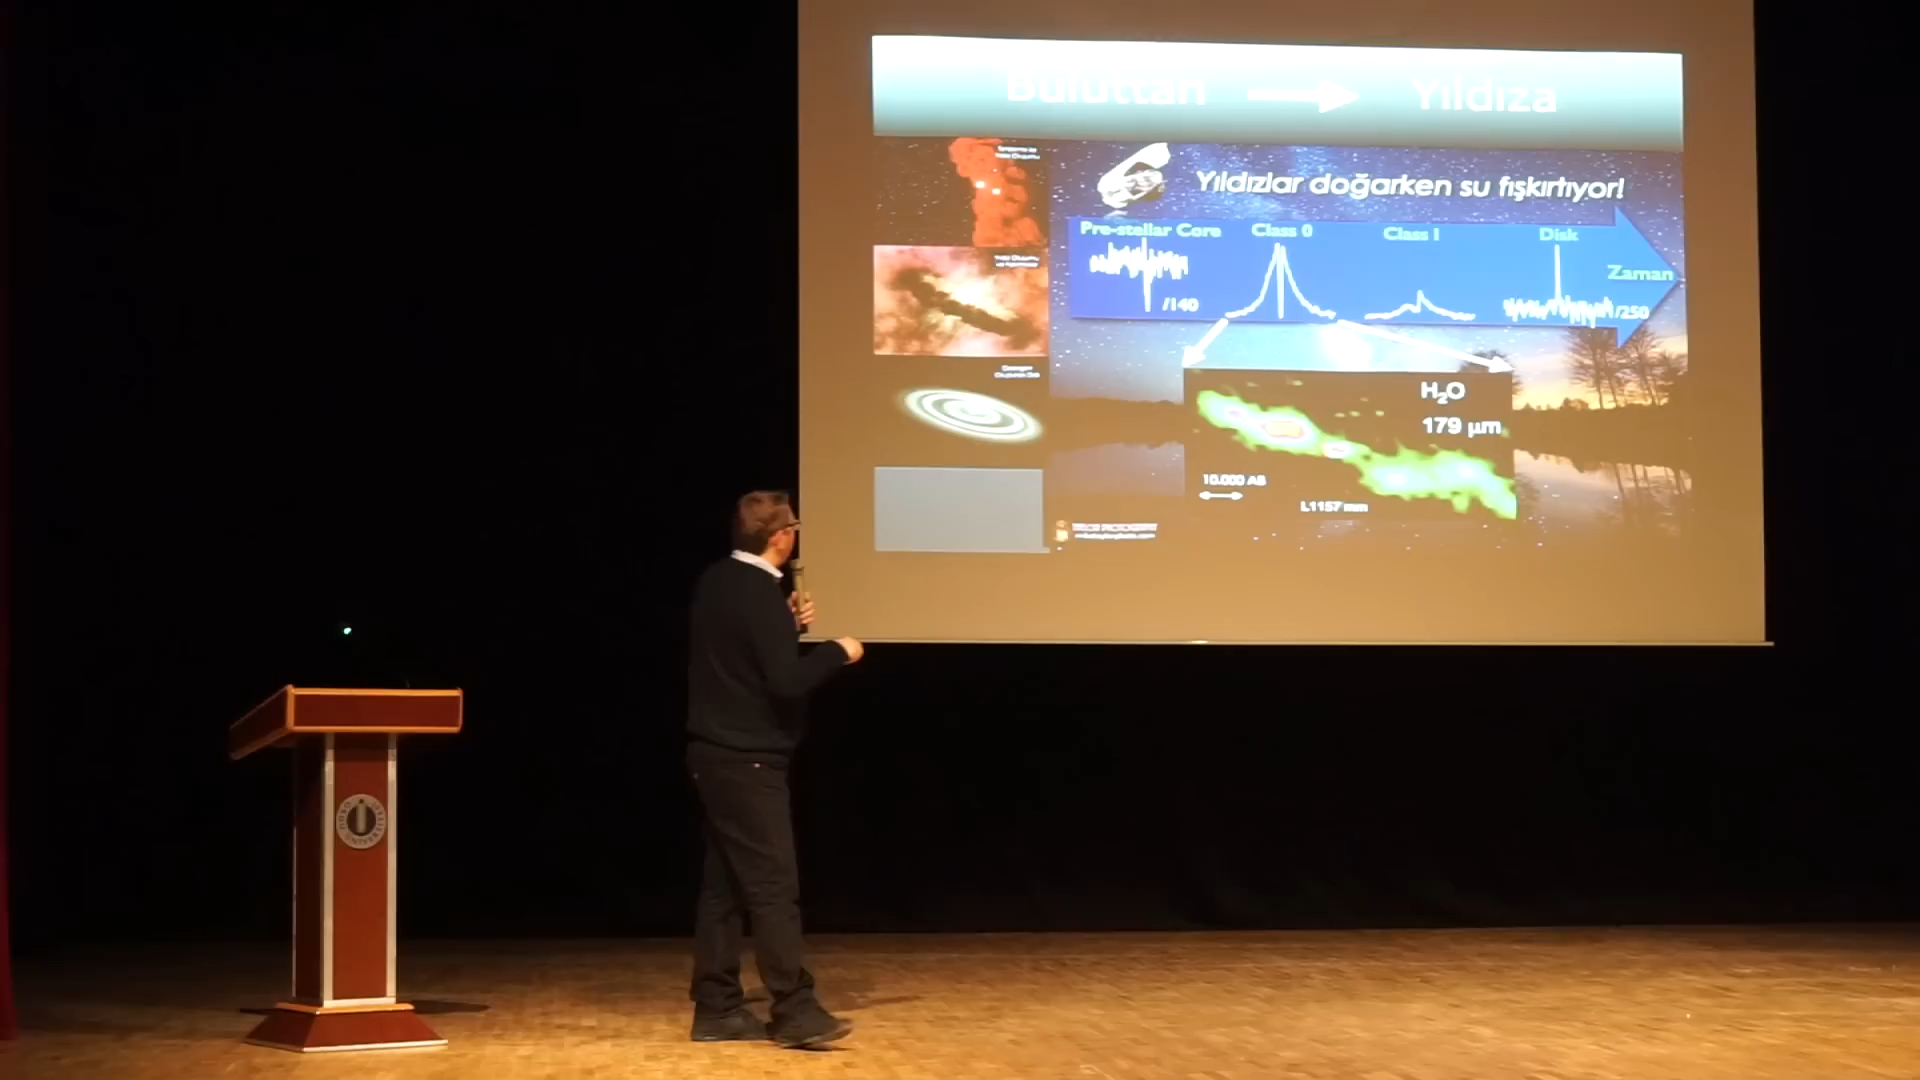 Buluttan → Yıldıza
Yıldızlar doğarken su fışkırtıyor!
Pre-stellar Core
Class 0
Class I
Disk
Zaman
/140
/250
H₂O
179 µm
10.000 AB
L1157 mm